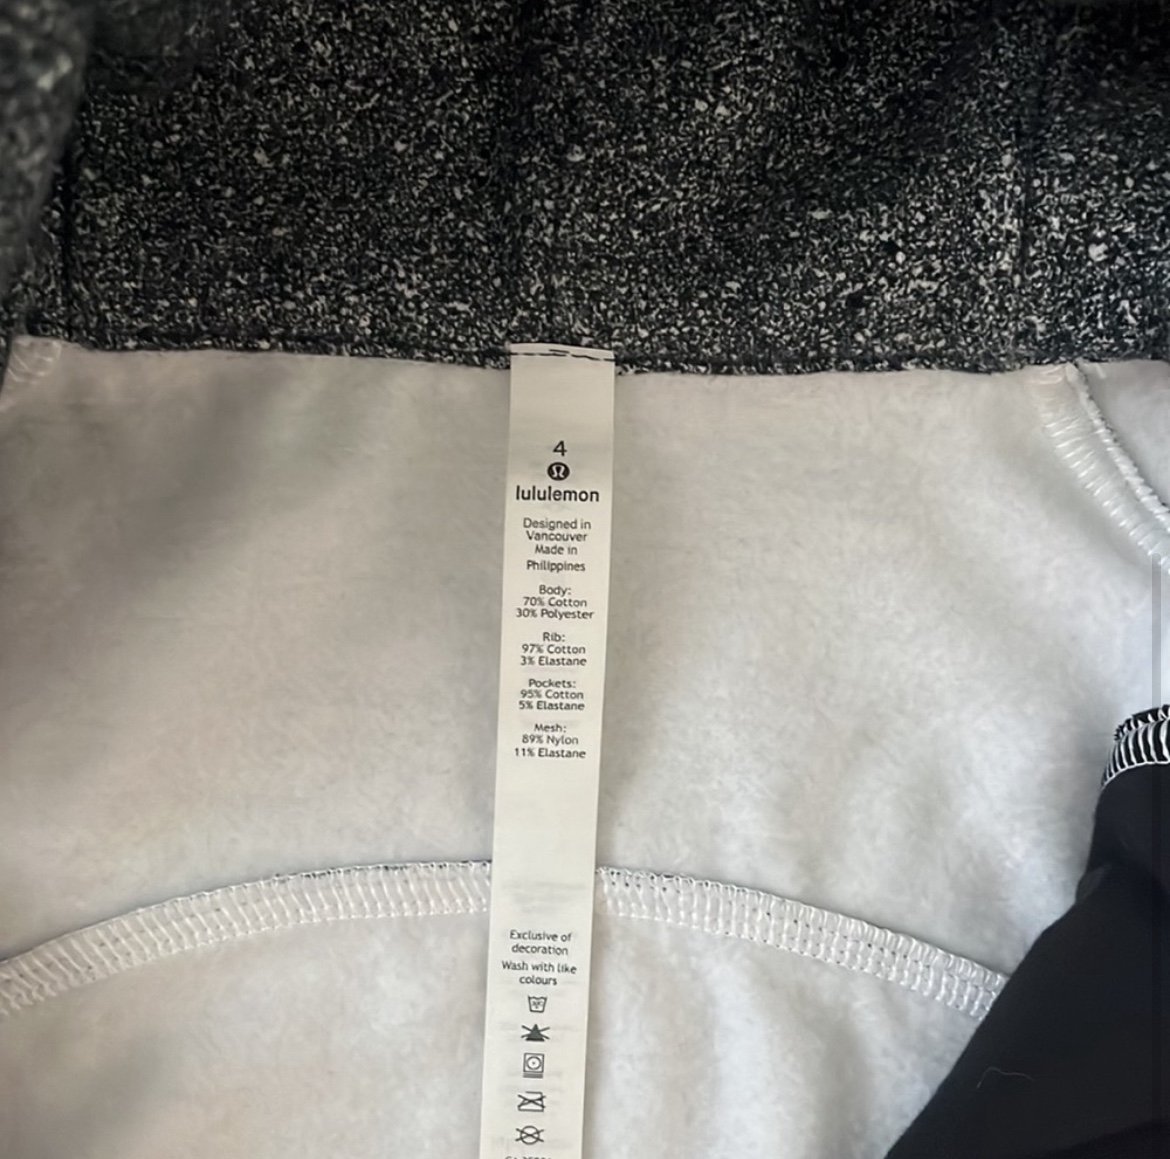 4
lululemon
Designed in
Vancouver
Made in
Philippines
Body:
70% Cotton
30% Polyester
Rib:
97% Cotton
3% Elastane
Pockets:
95% Cotton
5% Elastane
Mesh:
89% Nylon
11% Elastane
Exclusive of
decoration
Wash with like
colours